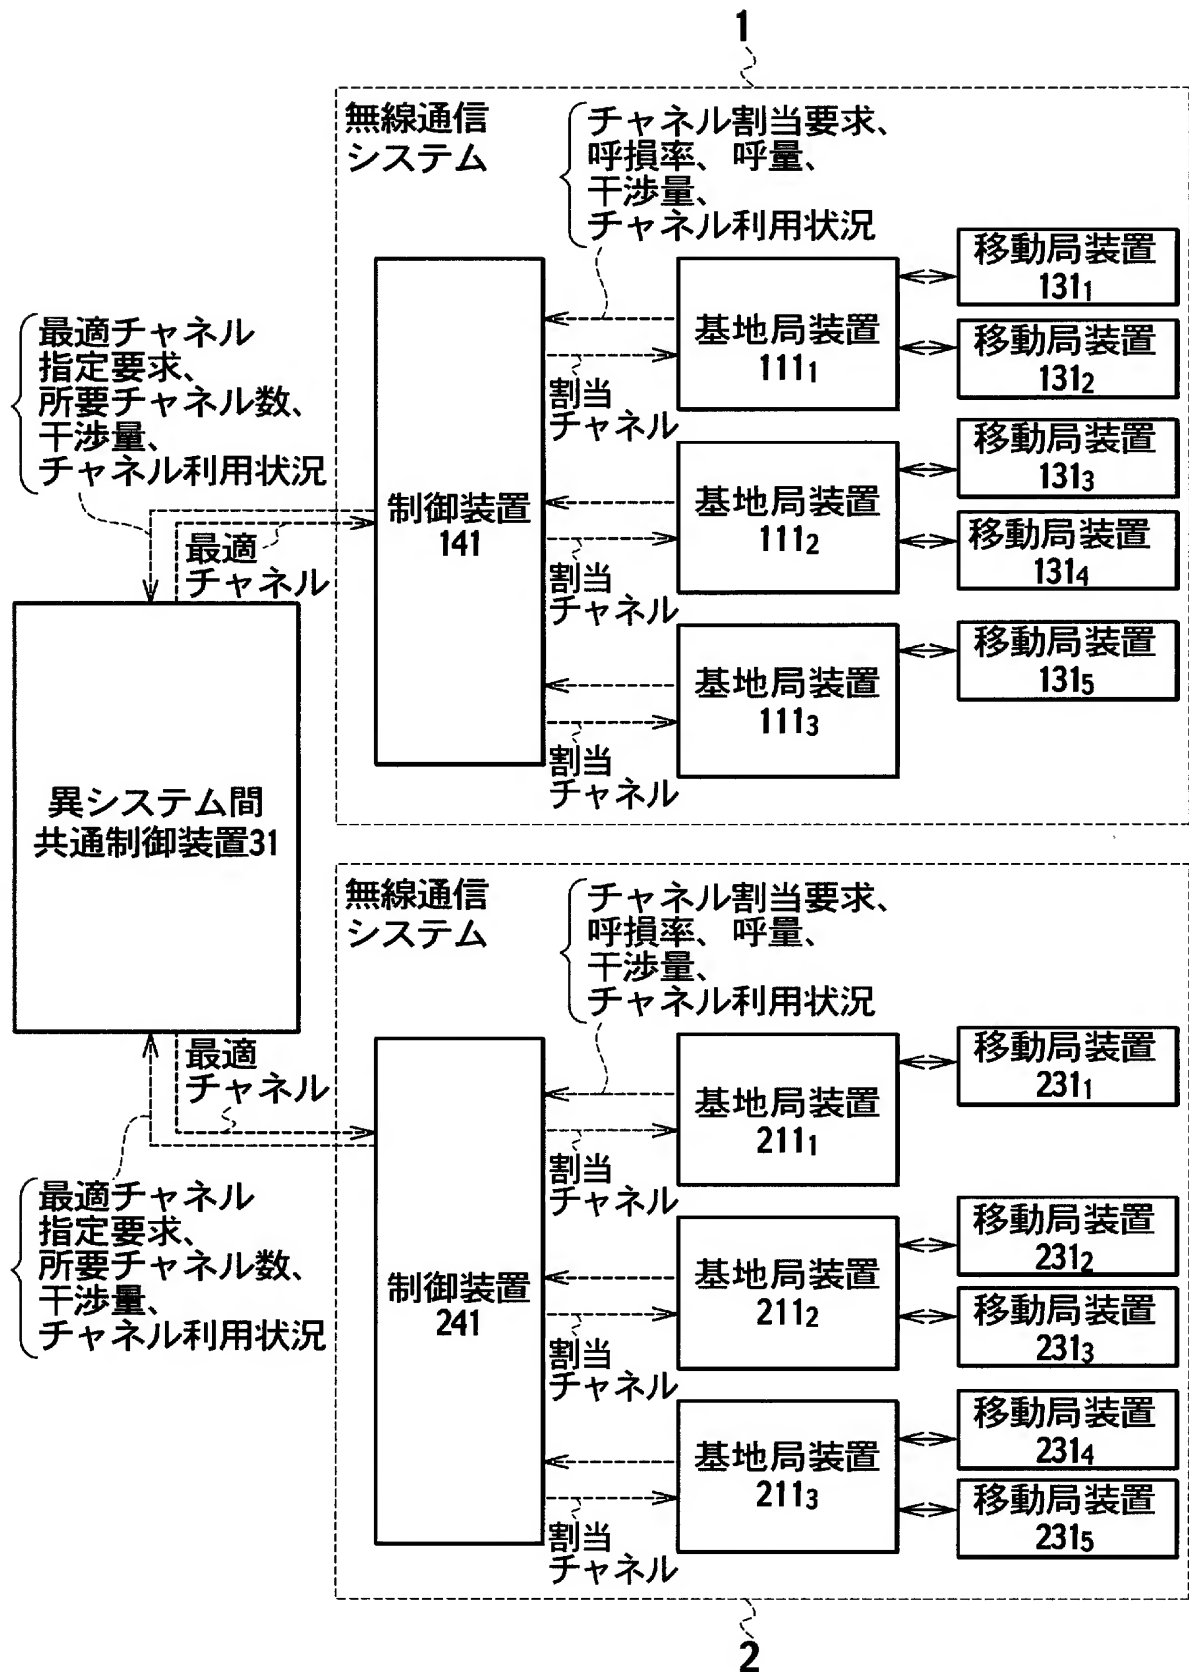 1
無線通信
システム
チャネル割当要求、
呼損率、呼量、
干渉量、
チャネル利用状況
移動局装置
131₁
基地局装置
111₁
移動局装置
131₂
割当
チャネル
最適チャネル
指定要求、
所要チャネル数、
干渉量、
チャネル利用状況
移動局装置
131₃
制御装置
141
基地局装置
111₂
移動局装置
131₄
割当
チャネル
最適
チャネル
移動局装置
131₅
基地局装置
111₃
割当
チャネル
異システム間
共通制御装置31
無線通信
システム
チャネル割当要求、
呼損率、呼量、
干渉量、
チャネル利用状況
最適
チャネル
移動局装置
231₁
基地局装置
211₁
割当
チャネル
最適チャネル
指定要求、
所要チャネル数、
干渉量、
チャネル利用状況
移動局装置
231₂
制御装置
241
基地局装置
211₂
移動局装置
231₃
割当
チャネル
移動局装置
231₄
基地局装置
211₃
移動局装置
231₅
割当
チャネル
2